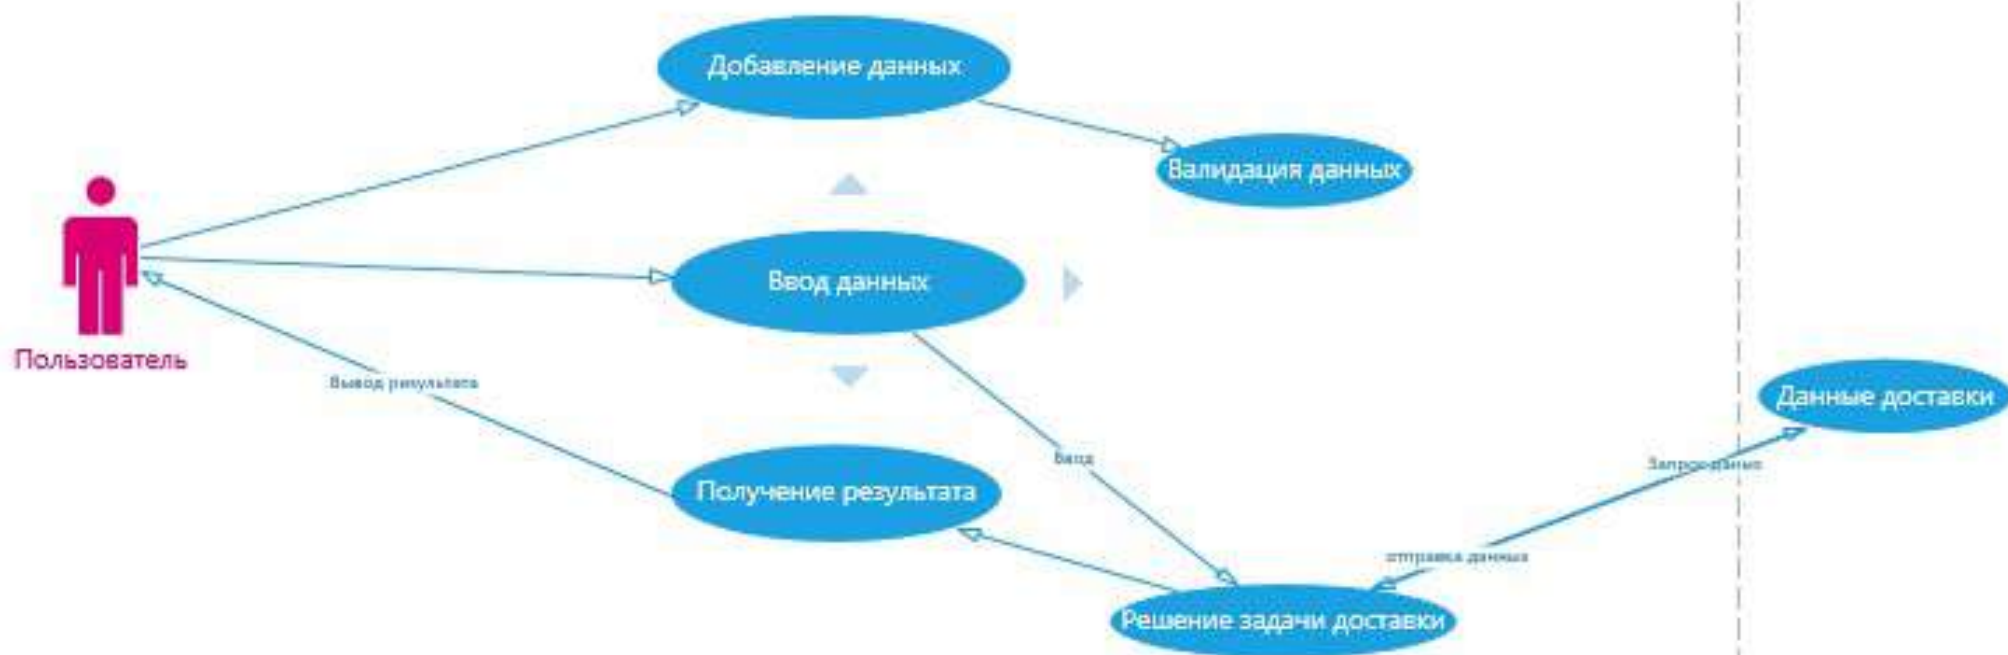 Добавление данных
Валидация данных
Ввод данных
Пользователь
Вывод результата
Данные доставки
Ввод
Запрос даных
Получение результата
отправка данных
Решение задачи доставки